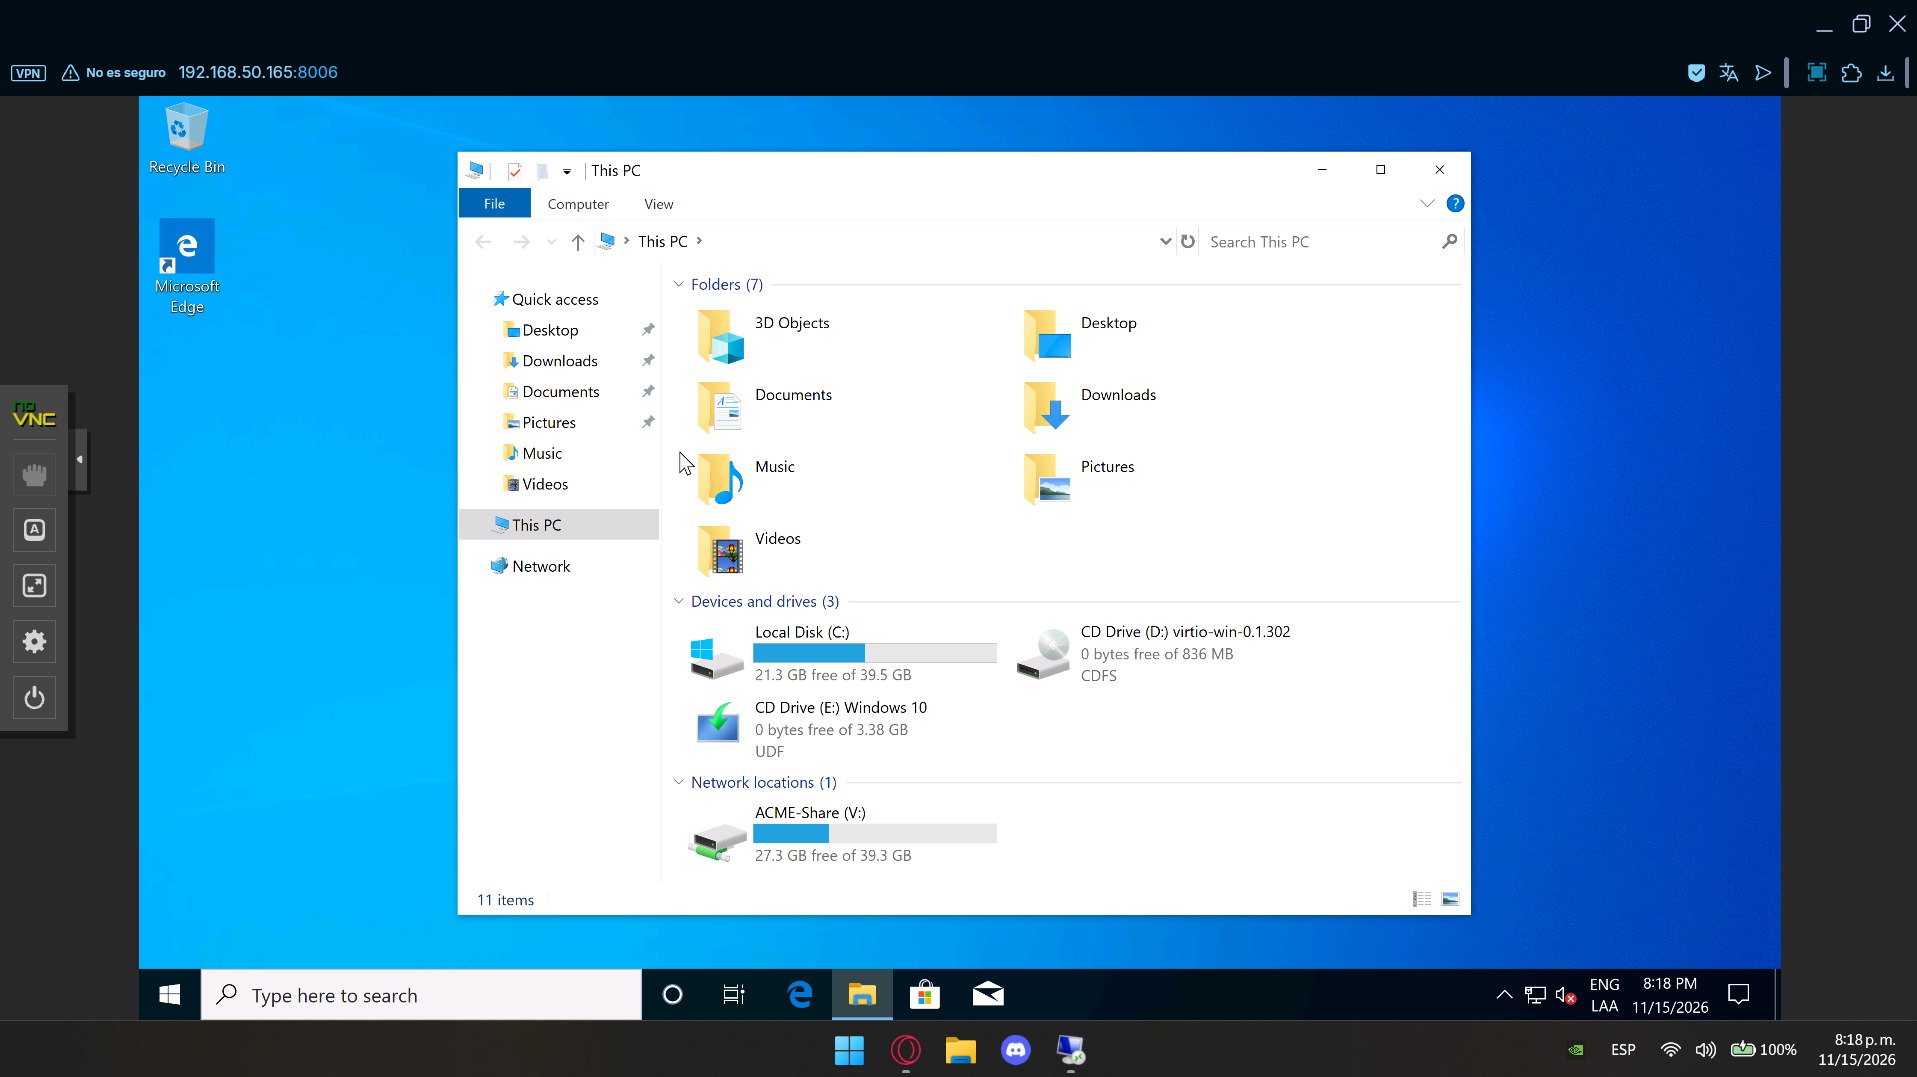 VPN
No es seguro
192.168.50.165:8006
Recycle Bin
Microsoft
Edge
This PC
File
Computer
View
?
This PC
Search This PC
Quick access
Desktop
Downloads
Documents
Pictures
Music
Videos
This PC
Network
Folders (7)
3D Objects
Desktop
Documents
Downloads
Music
Pictures
Videos
Devices and drives (3)
Local Disk (C:)
21.3 GB free of 39.5 GB
CD Drive (D:) virtio-win-0.1.302
0 bytes free of 836 MB
CDFS
CD Drive (E:) Windows 10
0 bytes free of 3.38 GB
UDF
Network locations (1)
ACME-Share (V:)
27.3 GB free of 39.3 GB
11 items
no
VNC
A
Type here to search
ENG
LAA
8:18 PM
11/15/2026
ESP
100%
8:18 p.m.
11/15/2026